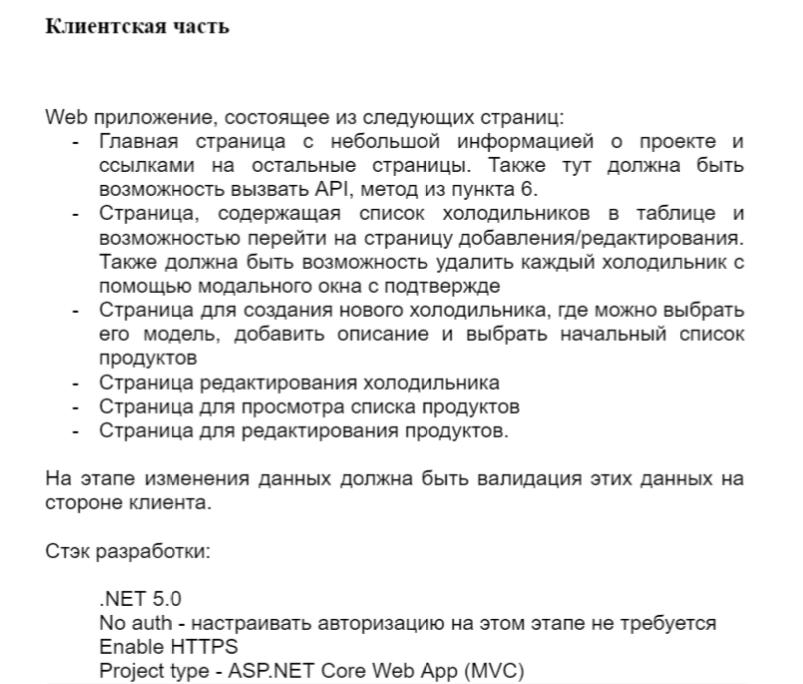 Клиентская часть
Web приложение, состоящее из следующих страниц:
- Главная страница с небольшой информацией о проекте и
ссылками на остальные страницы. Также тут должна быть
возможность вызвать API, метод из пункта 6.
- Страница, содержащая список холодильников в таблице и
возможностью перейти на страницу добавления/редактирования.
Также должна быть возможность удалить каждый холодильник с
помощью модального окна с подтвержде
- Страница для создания нового холодильника, где можно выбрать
его модель, добавить описание и выбрать начальный список
продуктов
- Страница редактирования холодильника
- Страница для просмотра списка продуктов
- Страница для редактирования продуктов.
На этапе изменения данных должна быть валидация этих данных на
стороне клиента.
Стэк разработки:
.NET 5.0
No auth - настраивать авторизацию на этом этапе не требуется
Enable HTTPS
Project type - ASP.NET Core Web App (MVC)